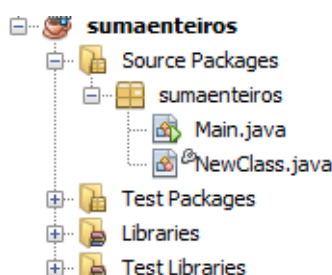 sumaenteiros
Source Packages
sumaenteiros
Main.java
NewClass.java
Test Packages
Libraries
Test Libraries